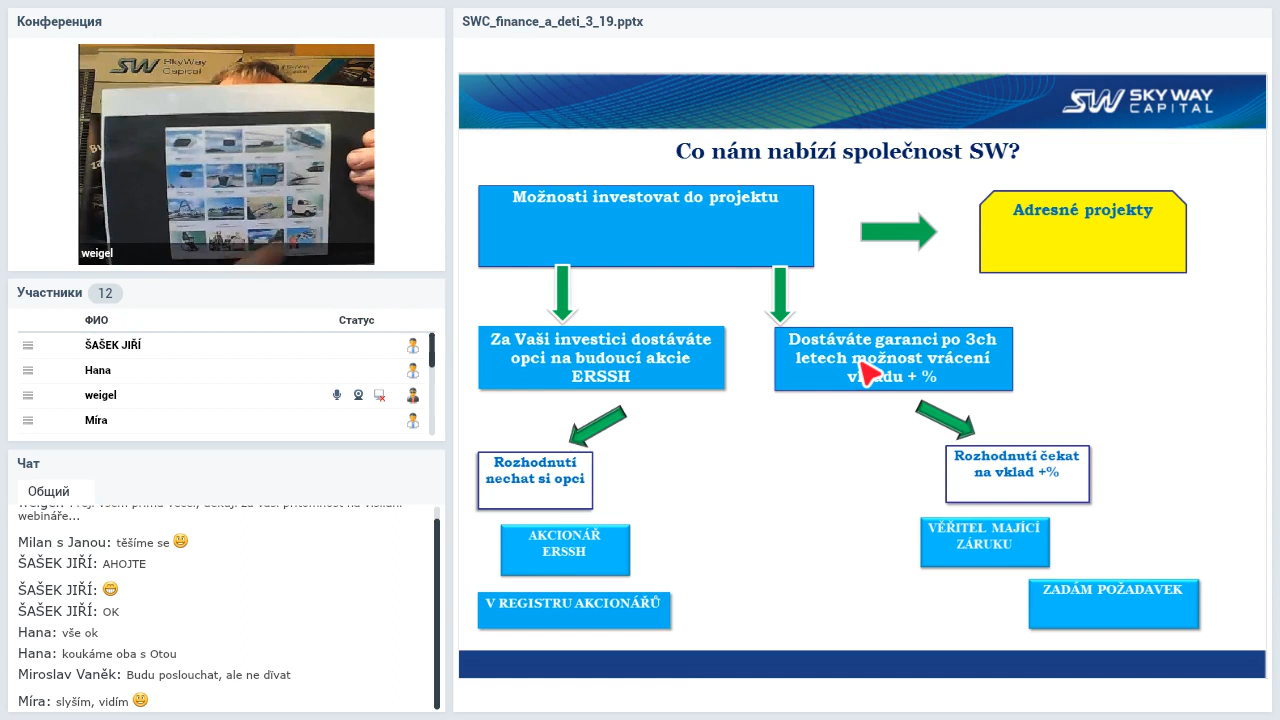 Конференция
SkyWay
Capital
weigel
Участники 12
ФИО Статус
ŠAŠEK JIŘÍ
Hana
weigel
Míra
Чат
Общий
webináře...
Milan s Janou: těšíme se
ŠAŠEK JIŘÍ: AHOJTE
ŠAŠEK JIŘÍ:
ŠAŠEK JIŘÍ: OK
Hana: vše ok
Hana: koukáme oba s Otou
Miroslav Vaněk: Budu poslouchat, ale ne dívat
Míra: slyším, vidím
SWC_finance_a_deti_3_19.pptx
SW SKY WAY
CAPITAL
Co nám nabízí společnost SW?
Možnosti investovat do projektu
Adresné projekty
Za Vaši investici dostáváte
opci na budoucí akcie
ERSSH
Dostáváte garanci po 3ch
letech možnost vrácení
vkladu + %
Rozhodnutí
nechat si opci
Rozhodnutí čekat
na vklad +%
AKCIONÁŘ
ERSSH
VĚŘITEL MAJÍCÍ
ZÁRUKU
V REGISTRU AKCIONÁŘŮ
ZADÁM POŽADAVEK